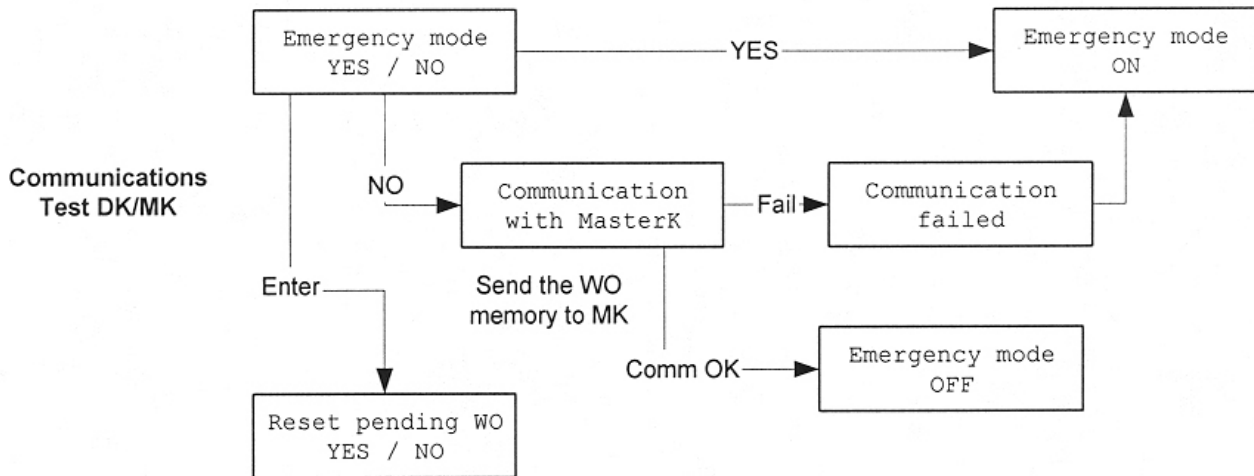 Emergency mode
YES / NO
YES
Emergency mode
ON
Communications
Test DK/MK
NO
Communication
with MasterK
Fail
Communication
failed
Enter
Send the WO
memory to MK
Comm OK
Emergency mode
OFF
Reset pending WO
YES / NO